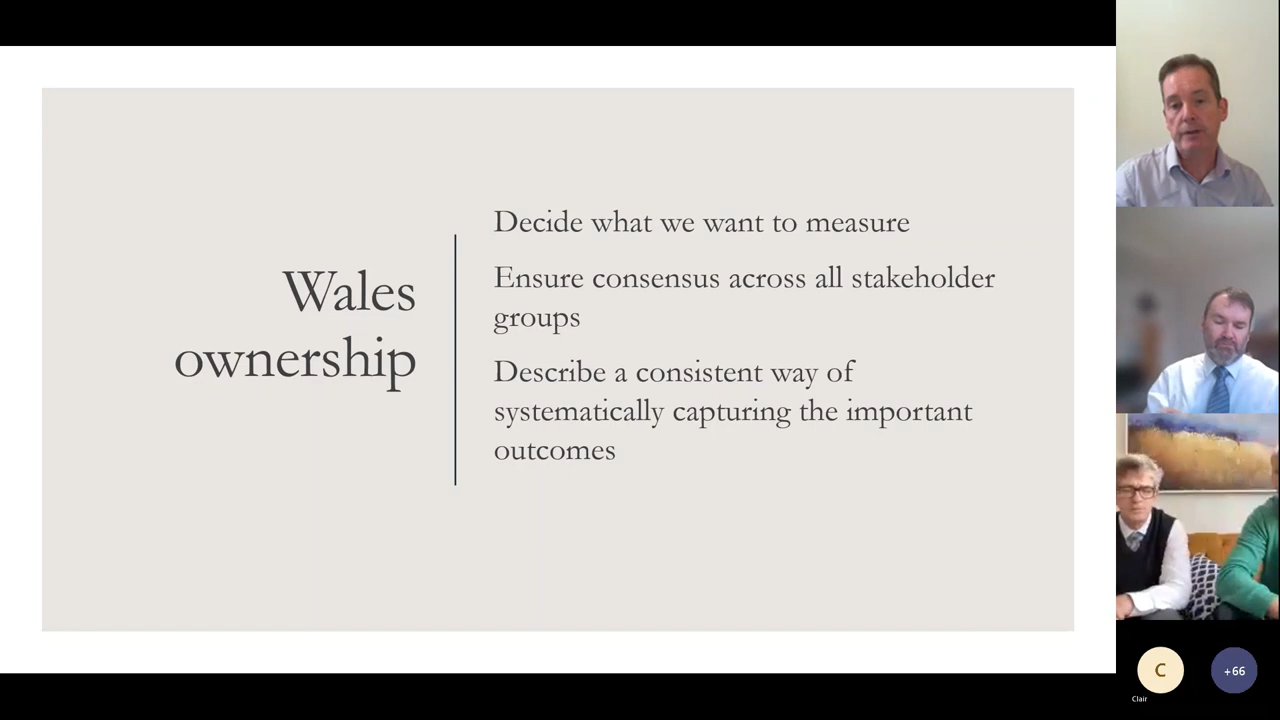 Wales
ownership
Decide what we want to measure
Ensure consensus across all stakeholder
groups
Describe a consistent way of
systematically capturing the important
outcomes
C
+66
Clair